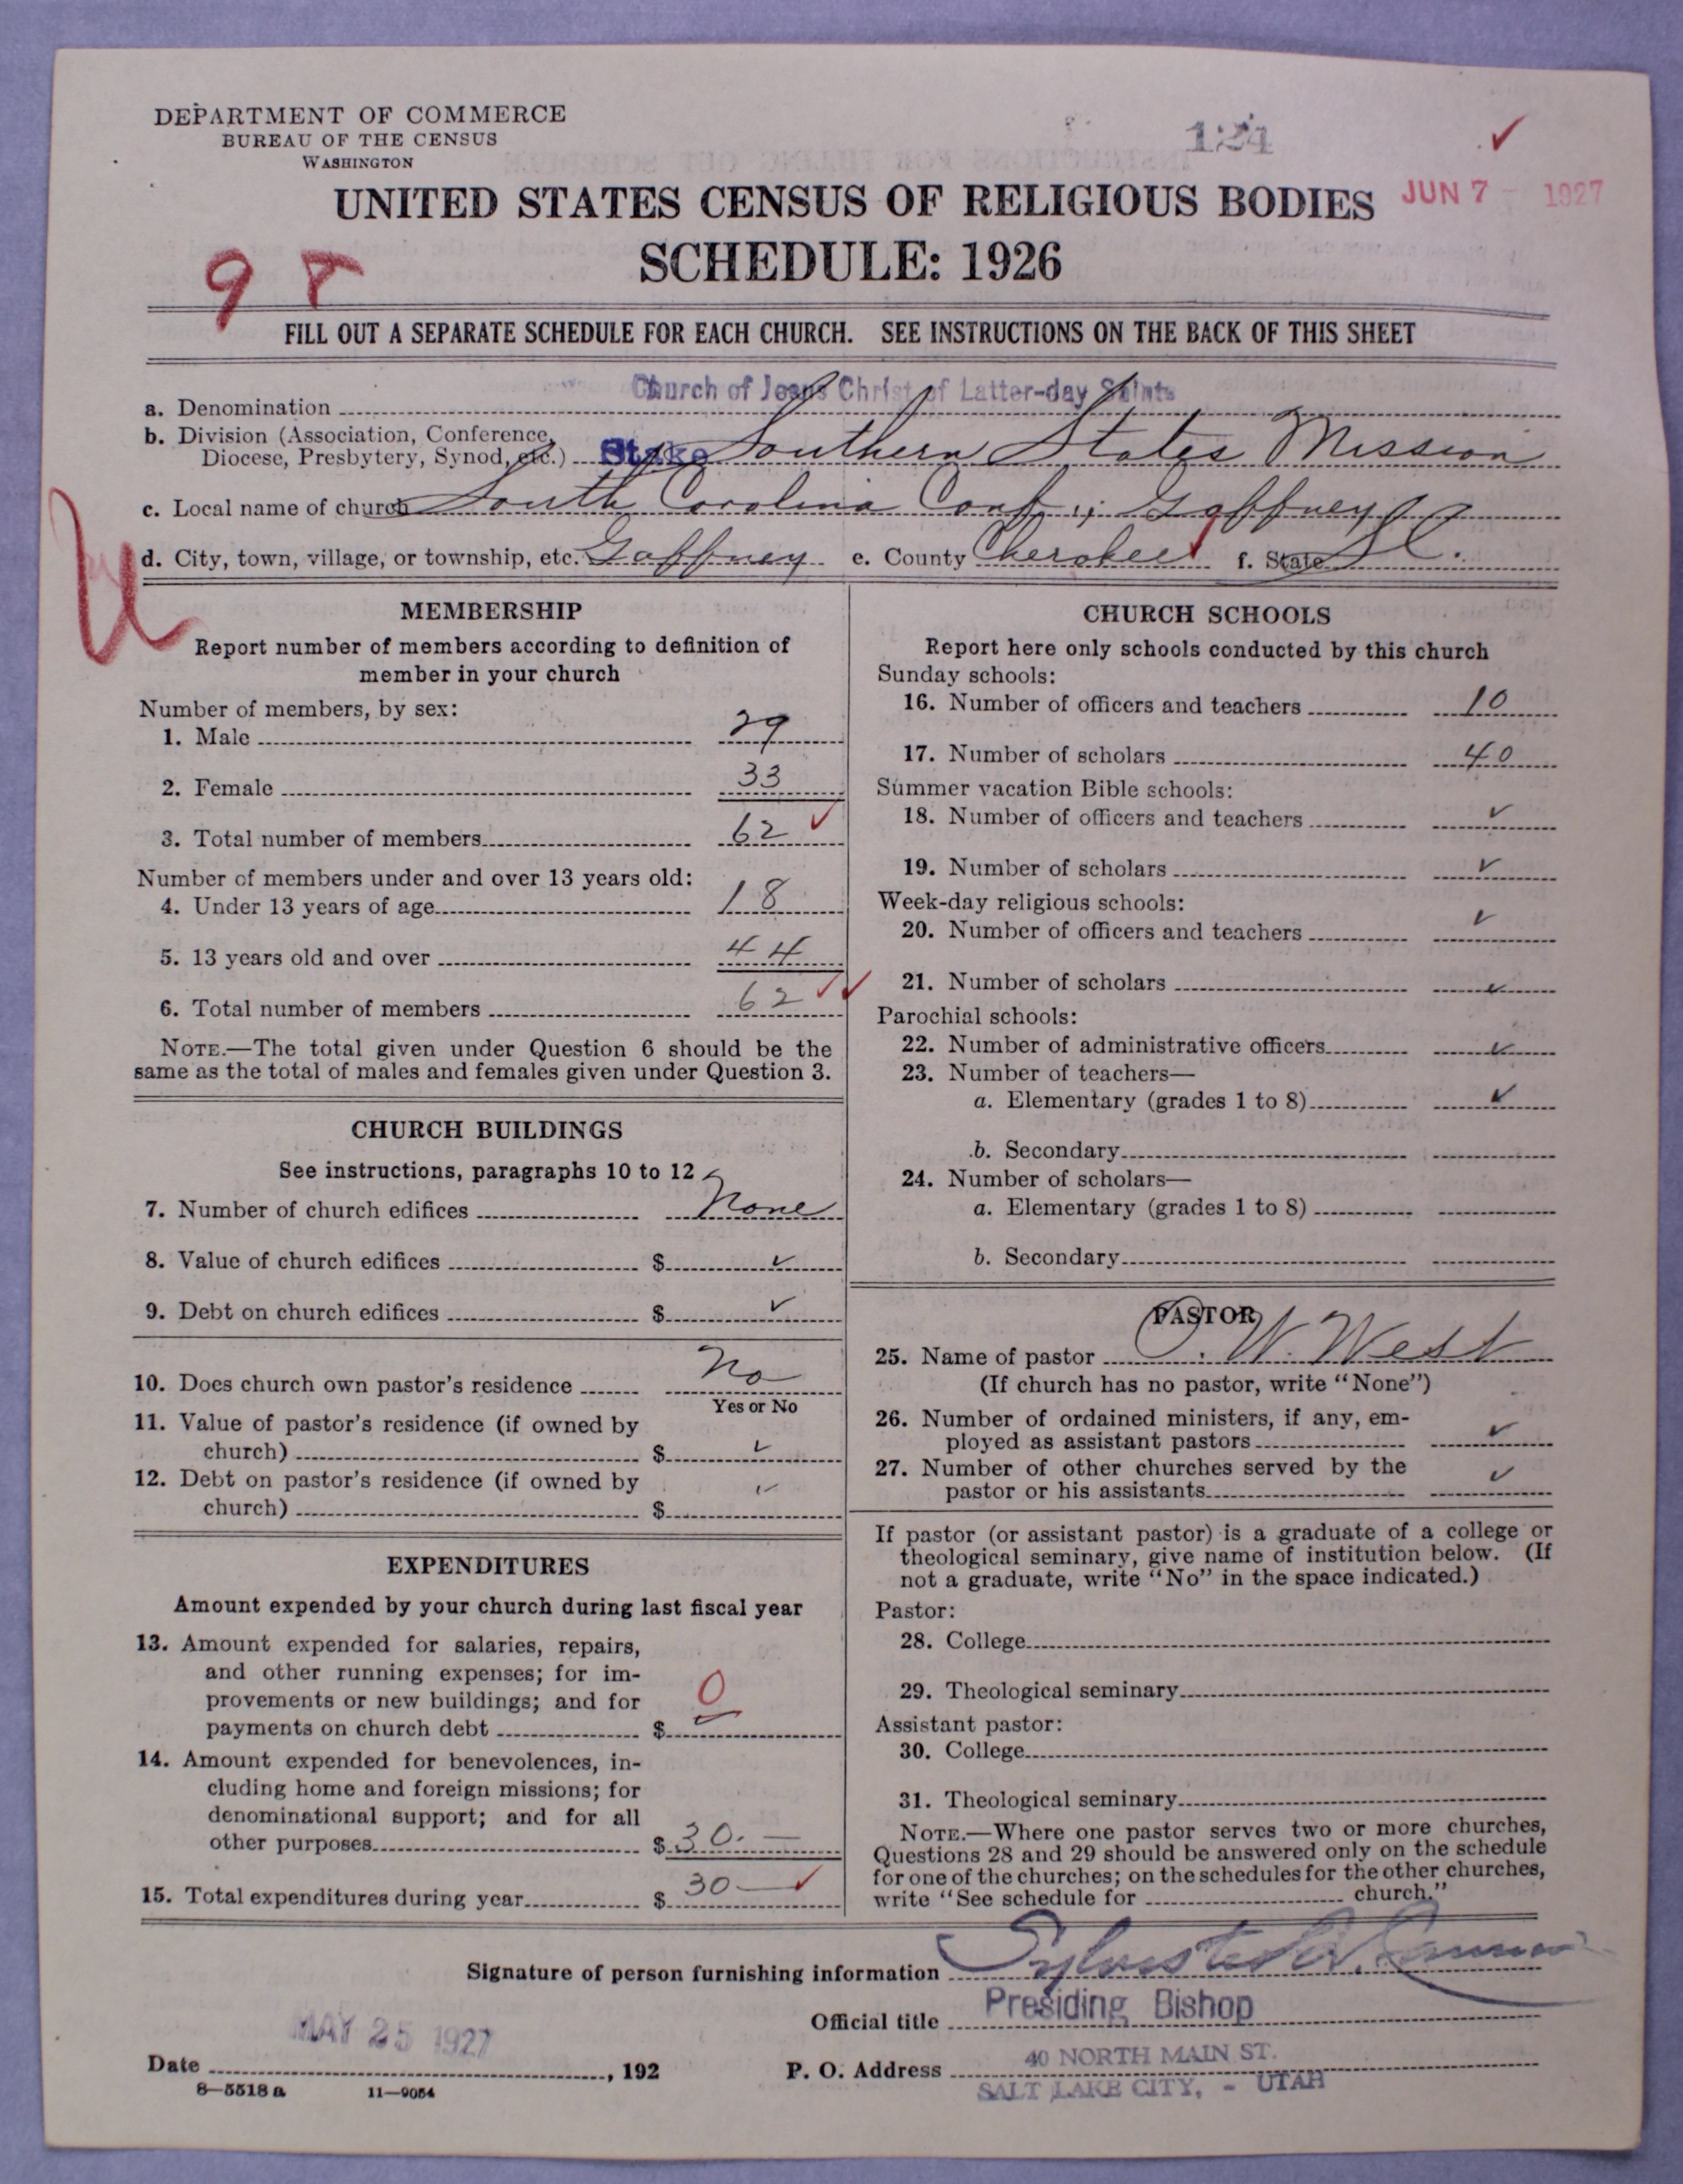 DEPARTMENT OF COMMERCE
BUREAU OF THE CENSUS
WASHINGTON
124
UNITED STATES CENSUS OF RELIGIOUS BODIES
JUN 7 - 1927
SCHEDULE: 1926
98
FILL OUT A SEPARATE SCHEDULE FOR EACH CHURCH. SEE INSTRUCTIONS ON THE BACK OF THIS SHEET
a. Denomination Church of Jesus Christ of Latter-day Saints
b. Division (Association, Conference,
Diocese, Presbytery, Synod, etc.) Stake Southern States Mission
c. Local name of church South Carolina Conf.; Gaffney
d. City, town, village, or township, etc. Gaffney e. County Cherokee f. State S.C.
MEMBERSHIP
Report number of members according to definition of
member in your church
Number of members, by sex:
1. Male 29
2. Female 33
3. Total number of members 62 ✓
Number of members under and over 13 years old:
4. Under 13 years of age 18
5. 13 years old and over 44
6. Total number of members 62 ✓✓
NOTE.—The total given under Question 6 should be the
same as the total of males and females given under Question 3.
CHURCH BUILDINGS
See instructions, paragraphs 10 to 12
7. Number of church edifices None
8. Value of church edifices $ ✓
9. Debt on church edifices $ ✓
10. Does church own pastor's residence No
Yes or No
11. Value of pastor's residence (if owned by
church) $ ✓
12. Debt on pastor's residence (if owned by ✓
church) $
EXPENDITURES
Amount expended by your church during last fiscal year
13. Amount expended for salaries, repairs,
and other running expenses; for im-
provements or new buildings; and for
payments on church debt $ 0
14. Amount expended for benevolences, in-
cluding home and foreign missions; for
denominational support; and for all
other purposes $ 30.—
15. Total expenditures during year $ 30— ✓
CHURCH SCHOOLS
Report here only schools conducted by this church
Sunday schools:
16. Number of officers and teachers 10
17. Number of scholars 40
Summer vacation Bible schools:
18. Number of officers and teachers ✓
19. Number of scholars ✓
Week-day religious schools:
20. Number of officers and teachers ✓
21. Number of scholars ✓
Parochial schools:
22. Number of administrative officers ✓
23. Number of teachers—
a. Elementary (grades 1 to 8) ✓
b. Secondary
24. Number of scholars—
a. Elementary (grades 1 to 8)
b. Secondary
PASTOR
25. Name of pastor W. West
(If church has no pastor, write "None")
26. Number of ordained ministers, if any, em-
ployed as assistant pastors ✓
27. Number of other churches served by the
pastor or his assistants ✓
If pastor (or assistant pastor) is a graduate of a college or
theological seminary, give name of institution below. (If
not a graduate, write "No" in the space indicated.)
Pastor:
28. College
29. Theological seminary
Assistant pastor:
30. College
31. Theological seminary
NOTE.—Where one pastor serves two or more churches,
Questions 28 and 29 should be answered only on the schedule
for one of the churches; on the schedules for the other churches,
write "See schedule for church."
Signature of person furnishing information Sylvester Q. Cannon
Official title Presiding Bishop
Date MAY 25 1927, 192
P. O. Address 40 NORTH MAIN ST.
SALT LAKE CITY, - UTAH
8—5518 a 11—9054